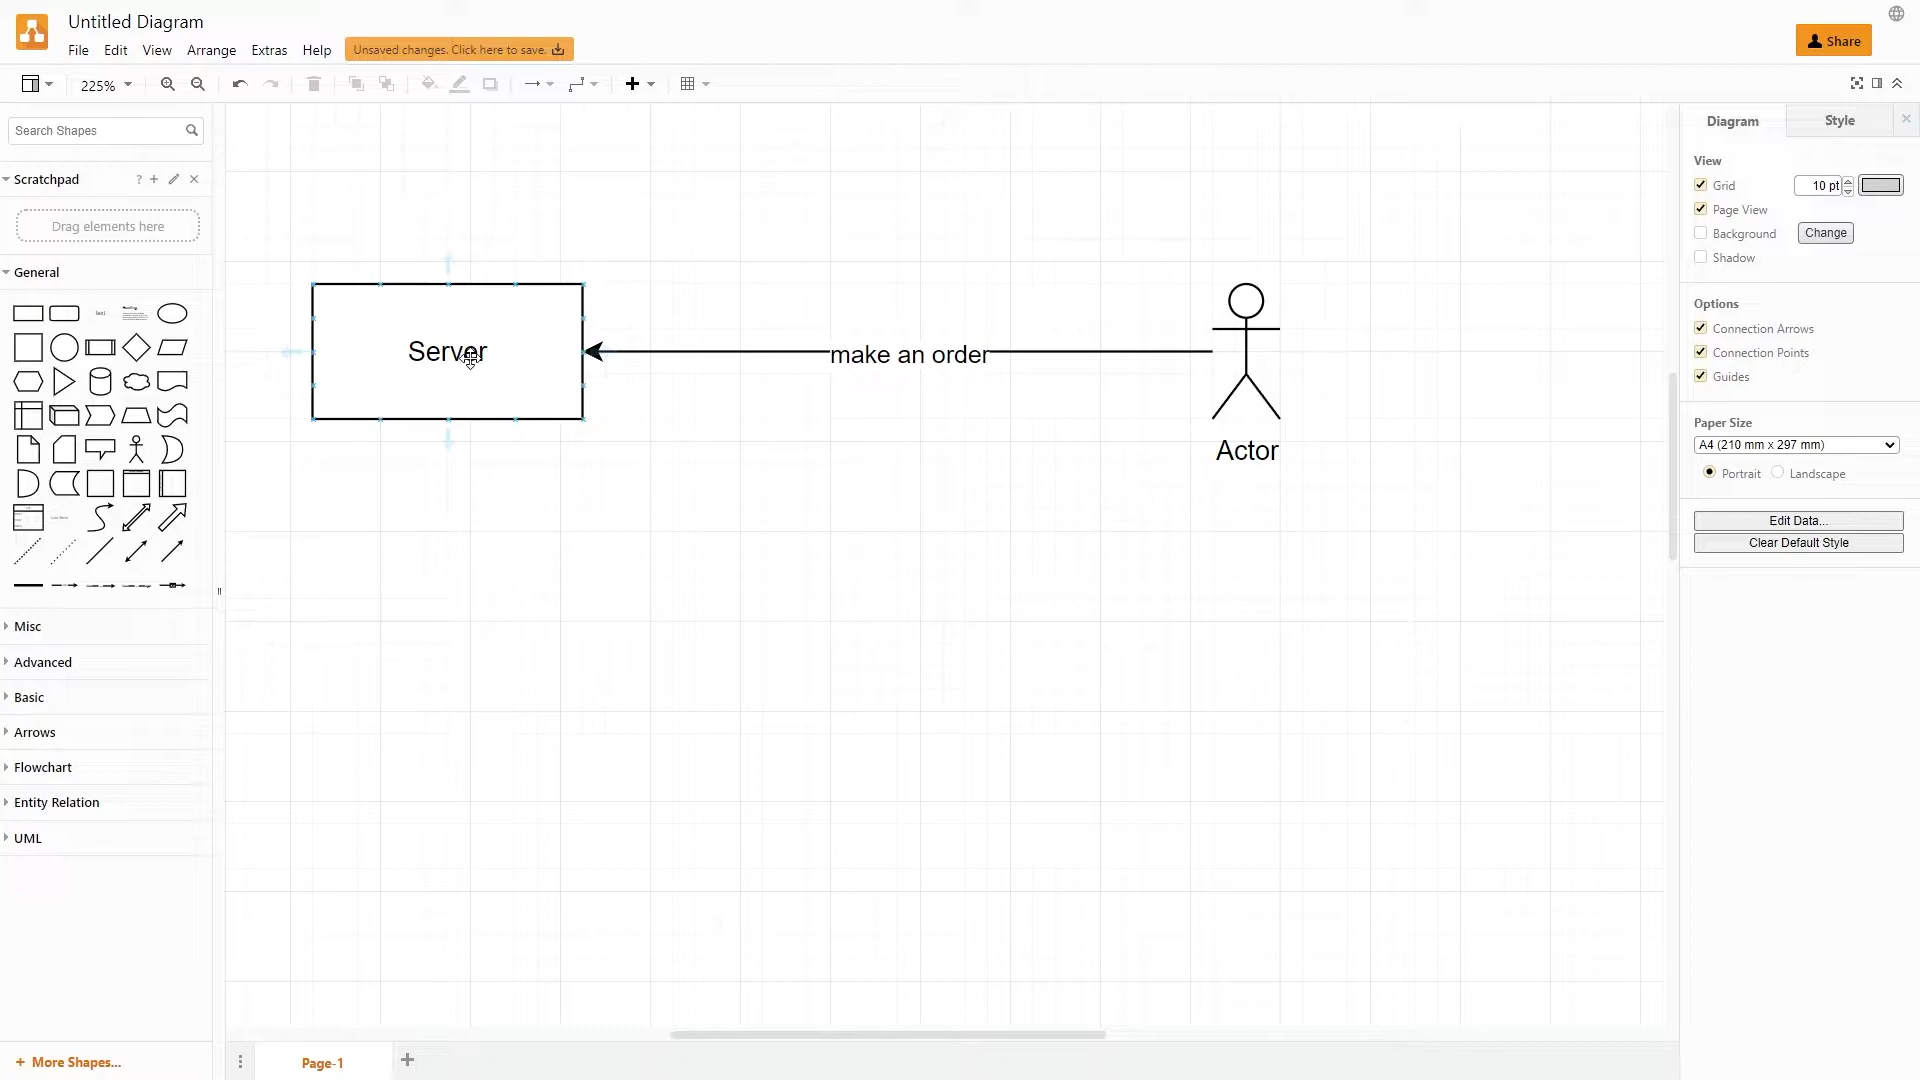 Untitled Diagram
File Edit View Arrange Extras Help
Unsaved changes. Click here to save.
Share
225%
Search Shapes
Scratchpad
?
Drag elements here
General
Misc
Advanced
Basic
Arrows
Flowchart
Entity Relation
UML
+ More Shapes...
Server
make an order
Actor
Page-1
Diagram Style
View
Grid 10 pt
Page View
Background Change
Shadow
Options
Connection Arrows
Connection Points
Guides
Paper Size
A4 (210 mm x 297 mm)
Portrait Landscape
Edit Data...
Clear Default Style